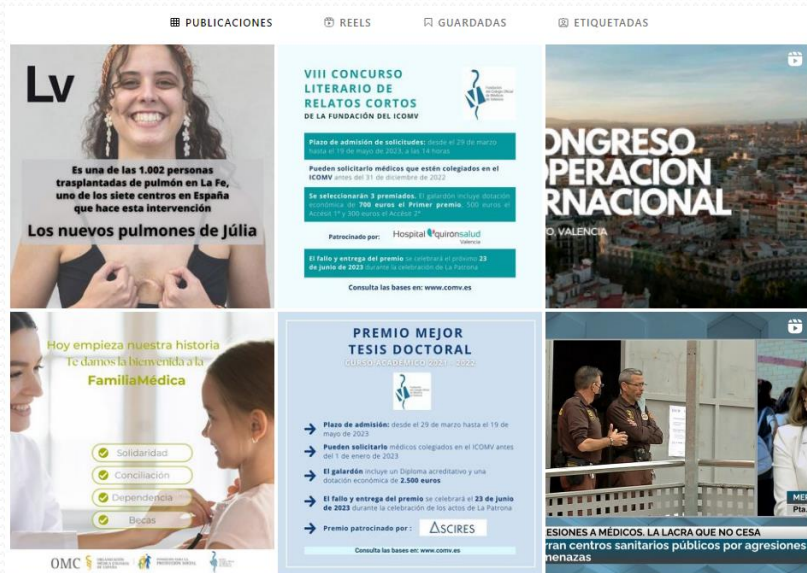 PUBLICACIONES
REELS
GUARDADAS
ETIQUETADAS
Lv
Es una de las 1.002 personas
trasplantadas de pulmón en La Fe,
uno de los siete centros en España
que hace esta intervención
Los nuevos pulmones de Júlia
VIII CONCURSO
LITERARIO DE
RELATOS CORTOS
DE LA FUNDACIÓN DEL ICOMV
Plazo de admisión de solicitudes: desde el 29 de marzo
hasta el 19 de mayo de 2023, a las 14 horas
Pueden solicitarlo médicos que estén colegiados en el
ICOMV antes del 31 de diciembre de 2022
Se seleccionarán 3 premiados. El galardón incluye dotación
económica de 700 euros el Primer premio, 500 euros el
Accésit 1º y 300 euros el Accésit 2º
Patrocinado por:
Hospital quirónsalud
Valencia
El fallo y entrega del premio se celebrará el próximo 23
de junio de 2023 durante la celebración de La Patrona
Consulta las bases en: www.comv.es
ONGRESO
PERACIÓN
RNACIONAL
TO, VALENCIA
Hoy empieza nuestra historia
Te damos la bienvenida a la
FamiliaMédica
Solidaridad
Conciliación
Dependencia
Becas
OMC
PREMIO MEJOR
TESIS DOCTORAL
CURSO ACADÉMICO 2021 - 2022
Plazo de admisión: desde el 29 de marzo hasta el 19 de
mayo de 2023
Pueden solicitarlo médicos colegiados en el ICOMV antes
del 1 de enero de 2023
El galardón incluye un Diploma acreditativo y una
dotación económica de 2.500 euros
El fallo y entrega del premio se celebrará el 23 de junio
de 2023 durante la celebración de los actos de La Patrona
Premio patrocinado por :
ASCIRES
Consulta las bases en: www.comv.es
Pta.
ESIONES A MÉDICOS. LA LACRA QUE NO CESA
rran centros sanitarios públicos por agresiones
menazas